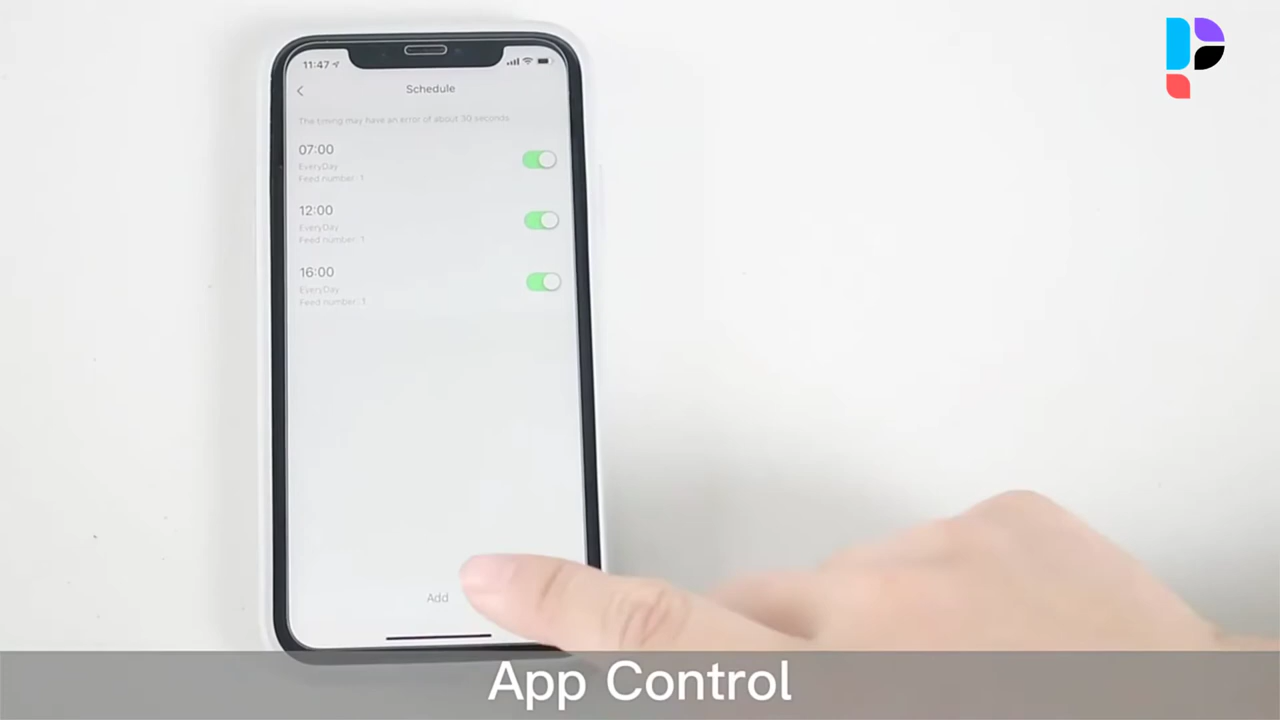 11:47
Schedule
The timing may have an error of about 30 seconds
07:00
EveryDay
Feed number: 1
12:00
EveryDay
Feed number: 1
16:00
EveryDay
Feed number: 1
Add
App Control